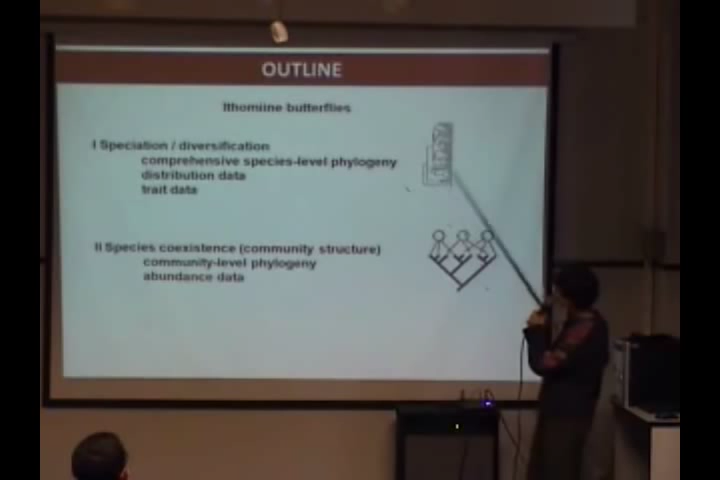 OUTLINE
Ithomiine butterflies
I Speciation / diversification
comprehensive species-level phylogeny
distribution data
trait data
II Species coexistence (community structure)
community-level phylogeny
abundance data